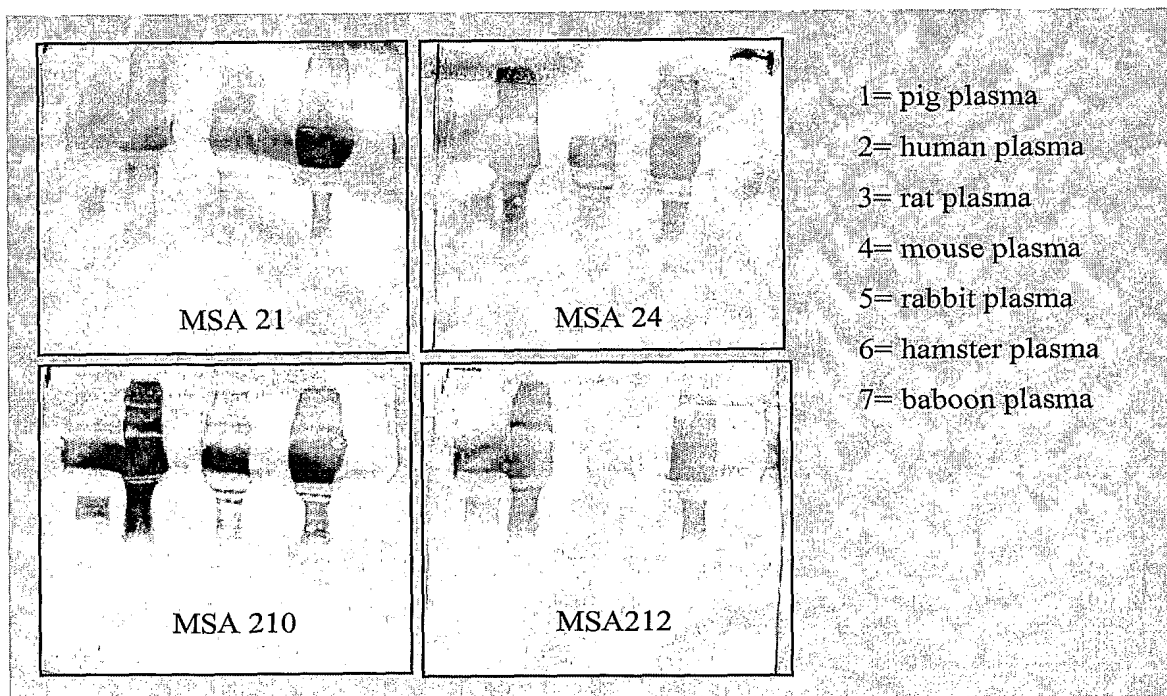 MSA 21
MSA 24
MSA 210
MSA212
1= pig plasma
2= human plasma
3= rat plasma
4= mouse plasma
5= rabbit plasma
6= hamster plasma
7= baboon plasma